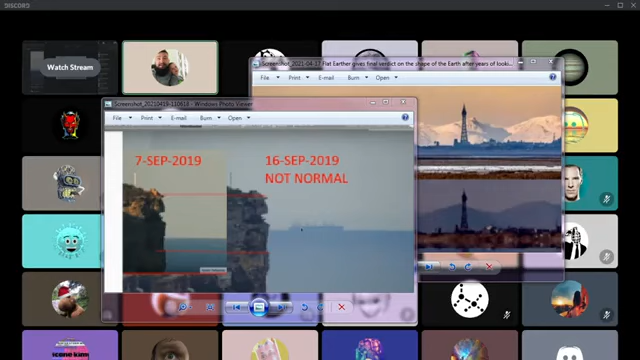 DISCORD
Watch Stream
Screenshot_2021-04-17 Flat Earther gives final verdict on the shape of the Earth after years of looki...
File Print E-mail Burn Open
Screenshot_20210419-110618 - Windows Photo Viewer
File Print E-mail Burn Open
7-SEP-2019
16-SEP-2019
NOT NORMAL